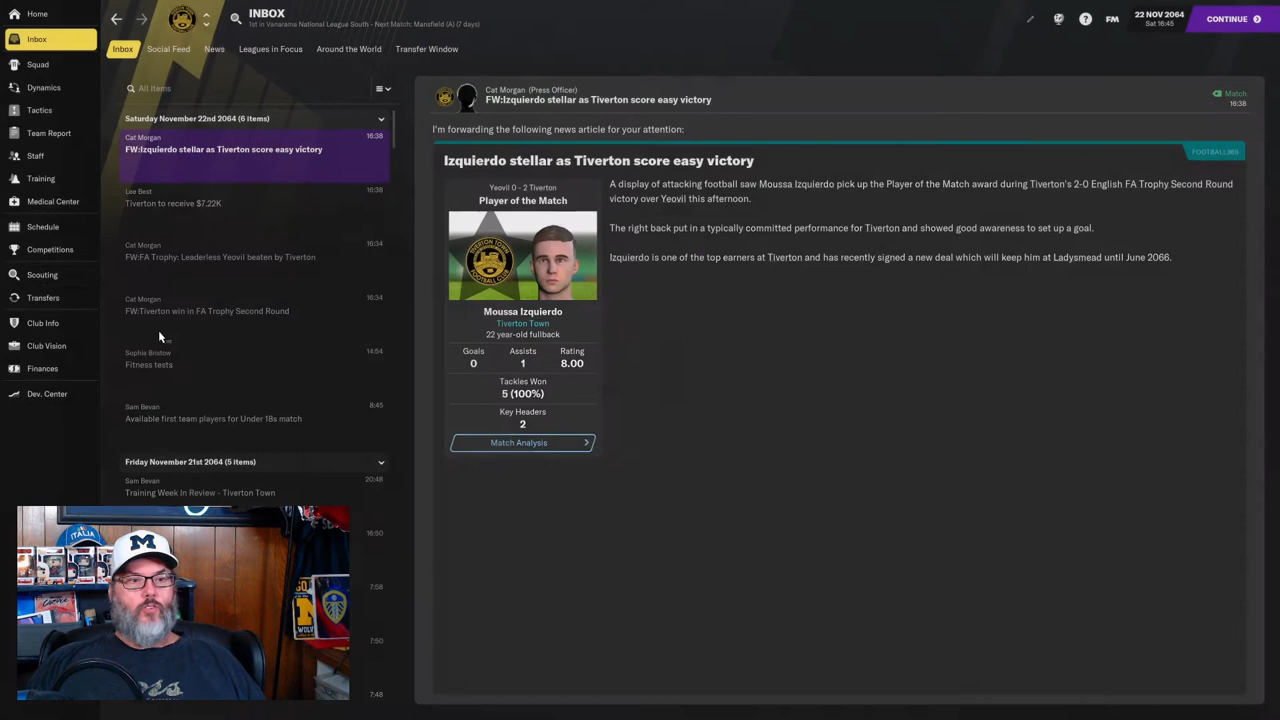 Home
Inbox
Squad
Dynamics
Tactics
Team Report
Staff
Training
Medical Center
Schedule
Competitions
Scouting
Transfers
Club Info
Club Vision
Finances
Dev. Center
INBOX
1st in Vanarama National League South - Next Match: Mansfield (A) (7 days)
FM
22 NOV 2064
Sat 16:45
CONTINUE
Inbox
Social Feed
News
Leagues in Focus
Around the World
Transfer Window
All Items
Saturday November 22nd 2064 (6 items)
Cat Morgan
16:38
FW:Izquierdo stellar as Tiverton score easy victory
Lee Best
16:38
Tiverton to receive $7.22K
Cat Morgan
16:34
FW:FA Trophy: Leaderless Yeovil beaten by Tiverton
Cat Morgan
16:34
FW:Tiverton win in FA Trophy Second Round
Sophia Bristow
14:54
Fitness tests
Sam Bevan
8:45
Available first team players for Under 18s match
Friday November 21st 2064 (5 items)
Sam Bevan
20:48
Training Week In Review - Tiverton Town
16:50
7:58
7:50
7:48
Cat Morgan (Press Officer)
FW:Izquierdo stellar as Tiverton score easy victory
Match
16:38
I'm forwarding the following news article for your attention:
Izquierdo stellar as Tiverton score easy victory
FOOTBALL365
Yeovil 0 - 2 Tiverton
Player of the Match
TIVERTON TOWN
FOOTBALL CLUB
Moussa Izquierdo
Tiverton Town
22 year-old fullback
Goals
Assists
Rating
0
1
8.00
Tackles Won
5 (100%)
Key Headers
2
Match Analysis
A display of attacking football saw Moussa Izquierdo pick up the Player of the Match award during Tiverton's 2-0 English FA Trophy Second Round
victory over Yeovil this afternoon.
The right back put in a typically committed performance for Tiverton and showed good awareness to set up a goal.
Izquierdo is one of the top earners at Tiverton and has recently signed a new deal which will keep him at Ladysmead until June 2066.
ITALIA
M